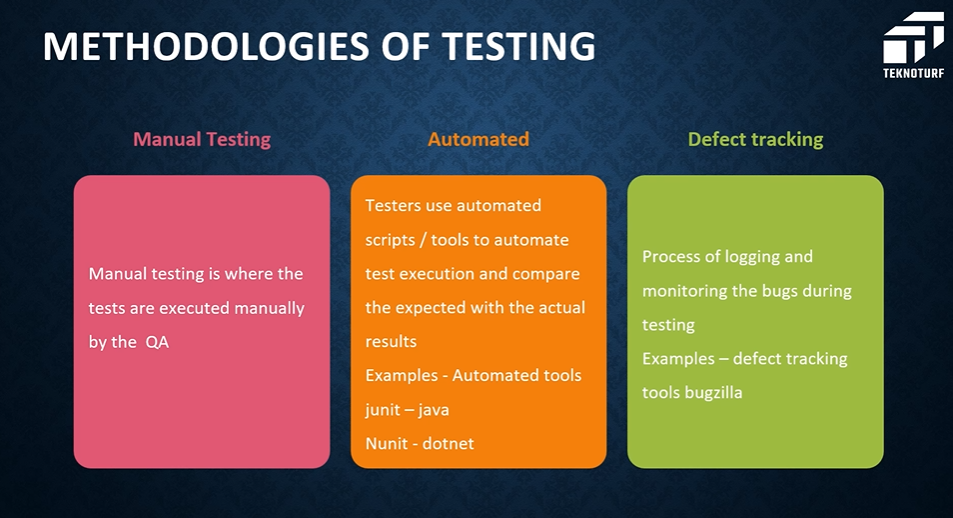 METHODOLOGIES OF TESTING
TEKNOTURF
Manual Testing
Manual testing is where the
tests are executed manually
by the  QA
Automated
Testers use automated
scripts / tools to automate
test execution and compare
the expected with the actual
results
Examples - Automated tools
junit – java
Nunit - dotnet
Defect tracking
Process of logging and
monitoring the bugs during
testing
Examples – defect tracking
tools bugzilla